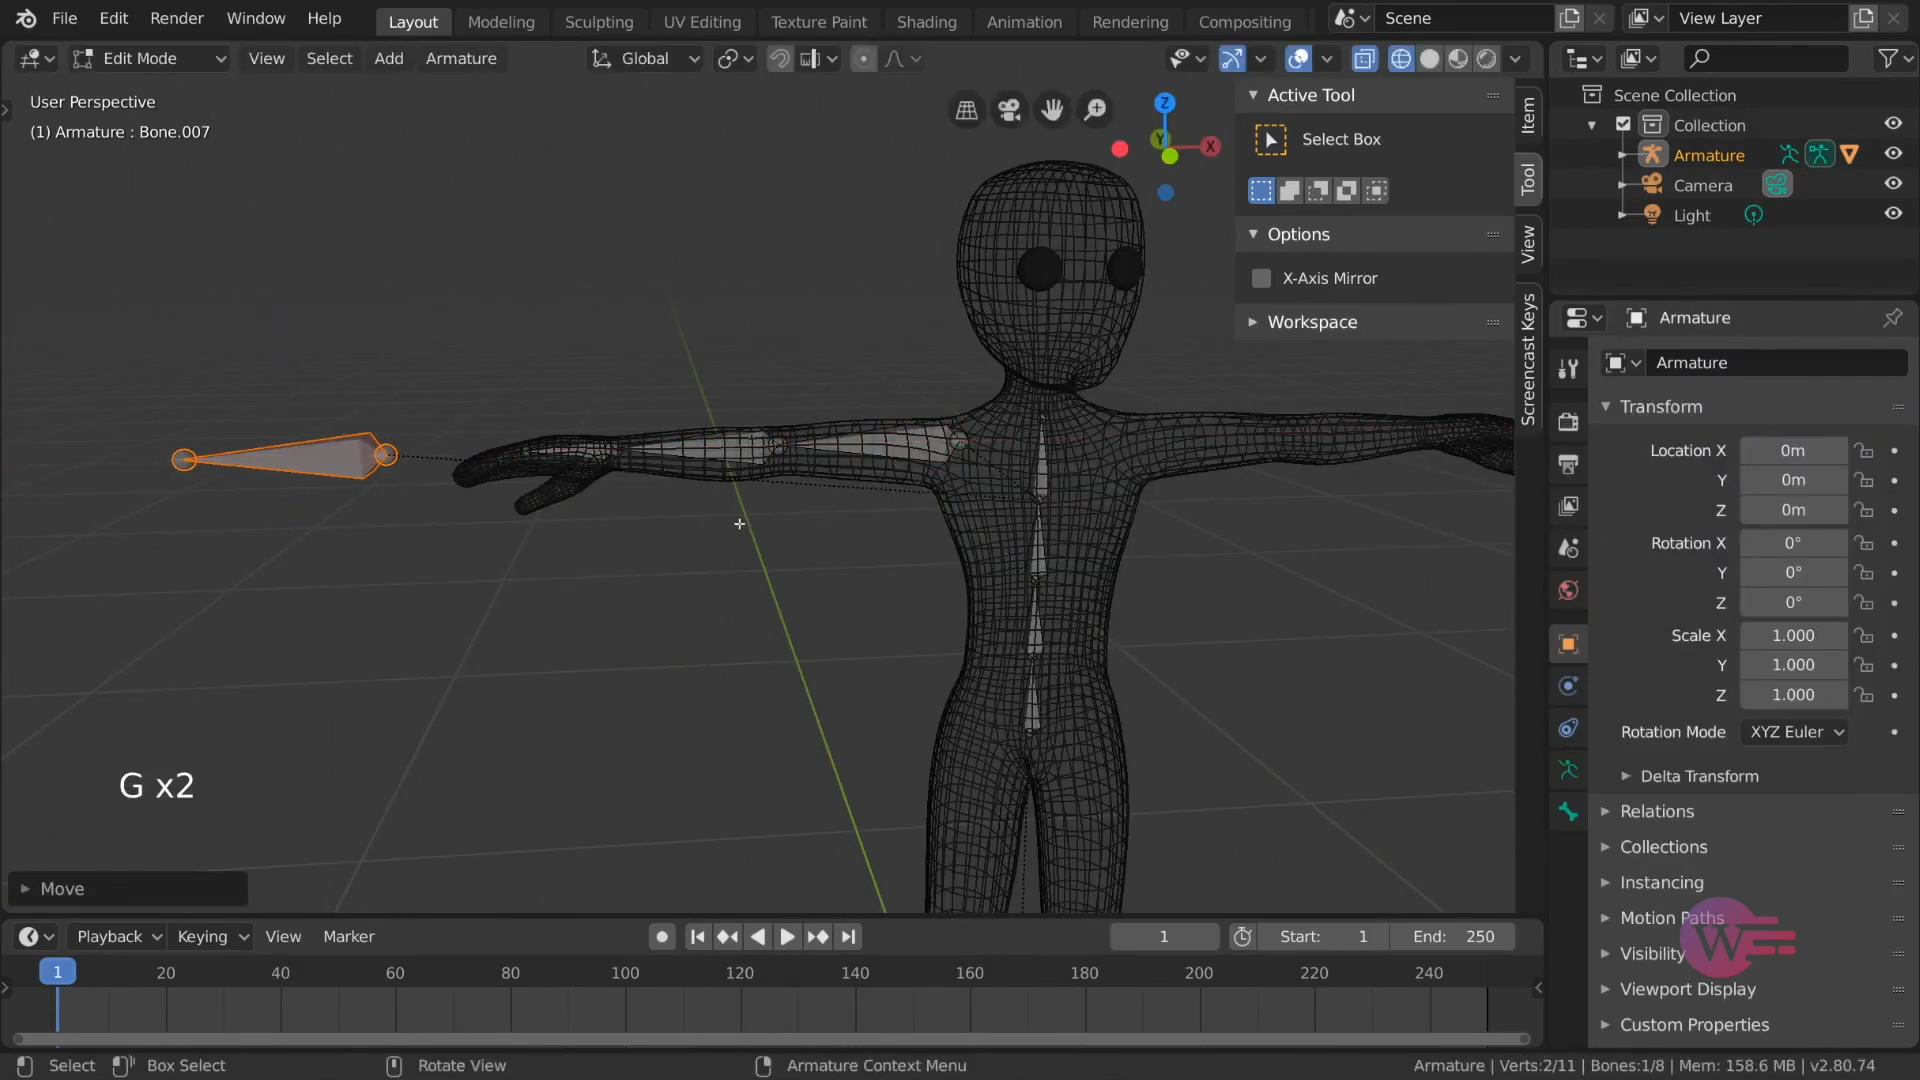 File Edit Render Window Help Layout Modeling Sculpting UV Editing Texture Paint Shading Animation Rendering Compositing Scene View Layer
Edit Mode View Select Add Armature Global
User Perspective
(1) Armature : Bone.007
Z
Y
X
Active Tool
Select Box
Options
X-Axis Mirror
Workspace
Item
Tool
View
Screencast Keys
Scene Collection
Collection
Armature
Camera
Light
Armature
Armature
Transform
Location X 0m
Y 0m
Z 0m
Rotation X 0°
Y 0°
Z 0°
Scale X 1.000
Y 1.000
Z 1.000
Rotation Mode XYZ Euler
Delta Transform
Relations
Collections
Instancing
Motion Paths
Visibility
Viewport Display
Custom Properties
G x2
Move
Playback Keying View Marker 1 Start: 1 End: 250
1 20 40 60 80 100 120 140 160 180 200 220 240
Select Box Select Rotate View Armature Context Menu Armature | Verts:2/11 | Bones:1/8 | Mem: 158.6 MB | v2.80.74